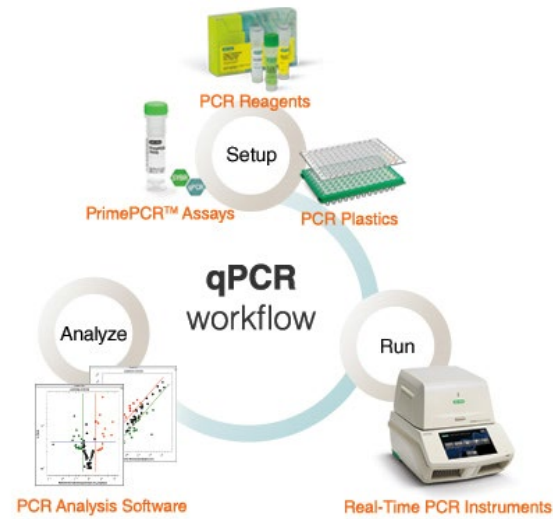 PCR Reagents
Setup
PrimePCR™ Assays
PCR Plastics
qPCR
workflow
Analyze
Run
PCR Analysis Software
Real-Time PCR Instruments